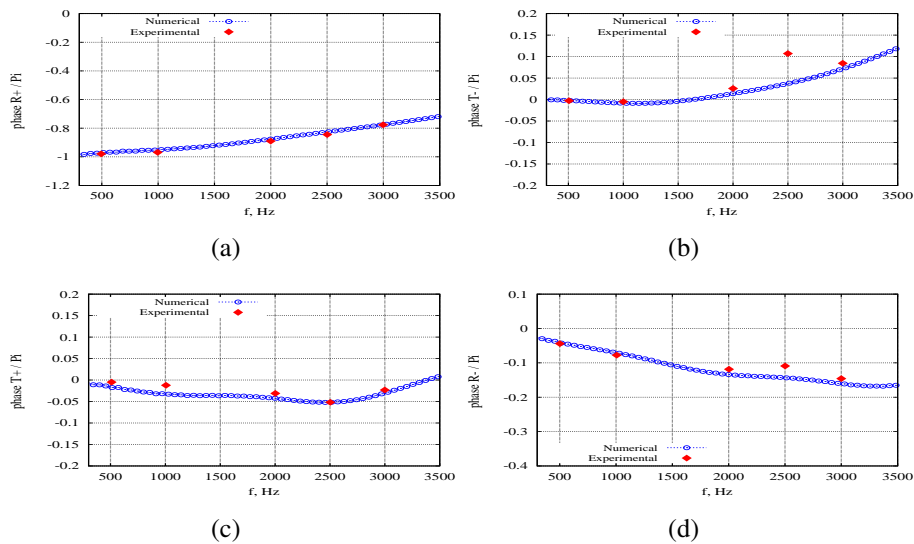 0
-0.2
-0.4
-0.6
-0.8
-1
-1.2
500 1000 1500 2000 2500 3000 3500
phase R+ / Pi
f, Hz
Numerical
Experimental
(a)
0.2
0.15
0.1
0.05
0
-0.05
-0.1
-0.15
-0.2
500 1000 1500 2000 2500 3000 3500
phase T- / Pi
f, Hz
Numerical
Experimental
(b)
0.2
0.15
0.1
0.05
0
-0.05
-0.1
-0.15
-0.2
500 1000 1500 2000 2500 3000 3500
phase T+ / Pi
f, Hz
Numerical
Experimental
(c)
0.1
0
-0.1
-0.2
-0.3
-0.4
500 1000 1500 2000 2500 3000 3500
phase R- / Pi
f, Hz
Numerical
Experimental
(d)